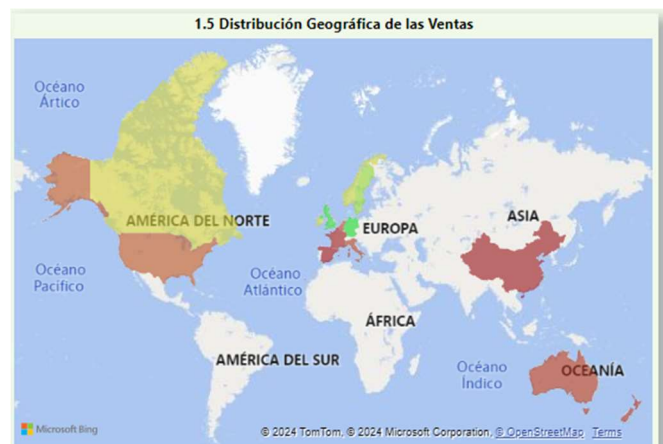 1.5 Distribución Geográfica de las Ventas
Océano
Ártico
AMÉRICA DEL NORTE
EUROPA
ASIA
Océano
Pacífico
Océano
Atlántico
ÁFRICA
AMÉRICA DEL SUR
Océano
Índico
OCEANÍA
Microsoft Bing
© 2024 TomTom, © 2024 Microsoft Corporation, © OpenStreetMap Terms